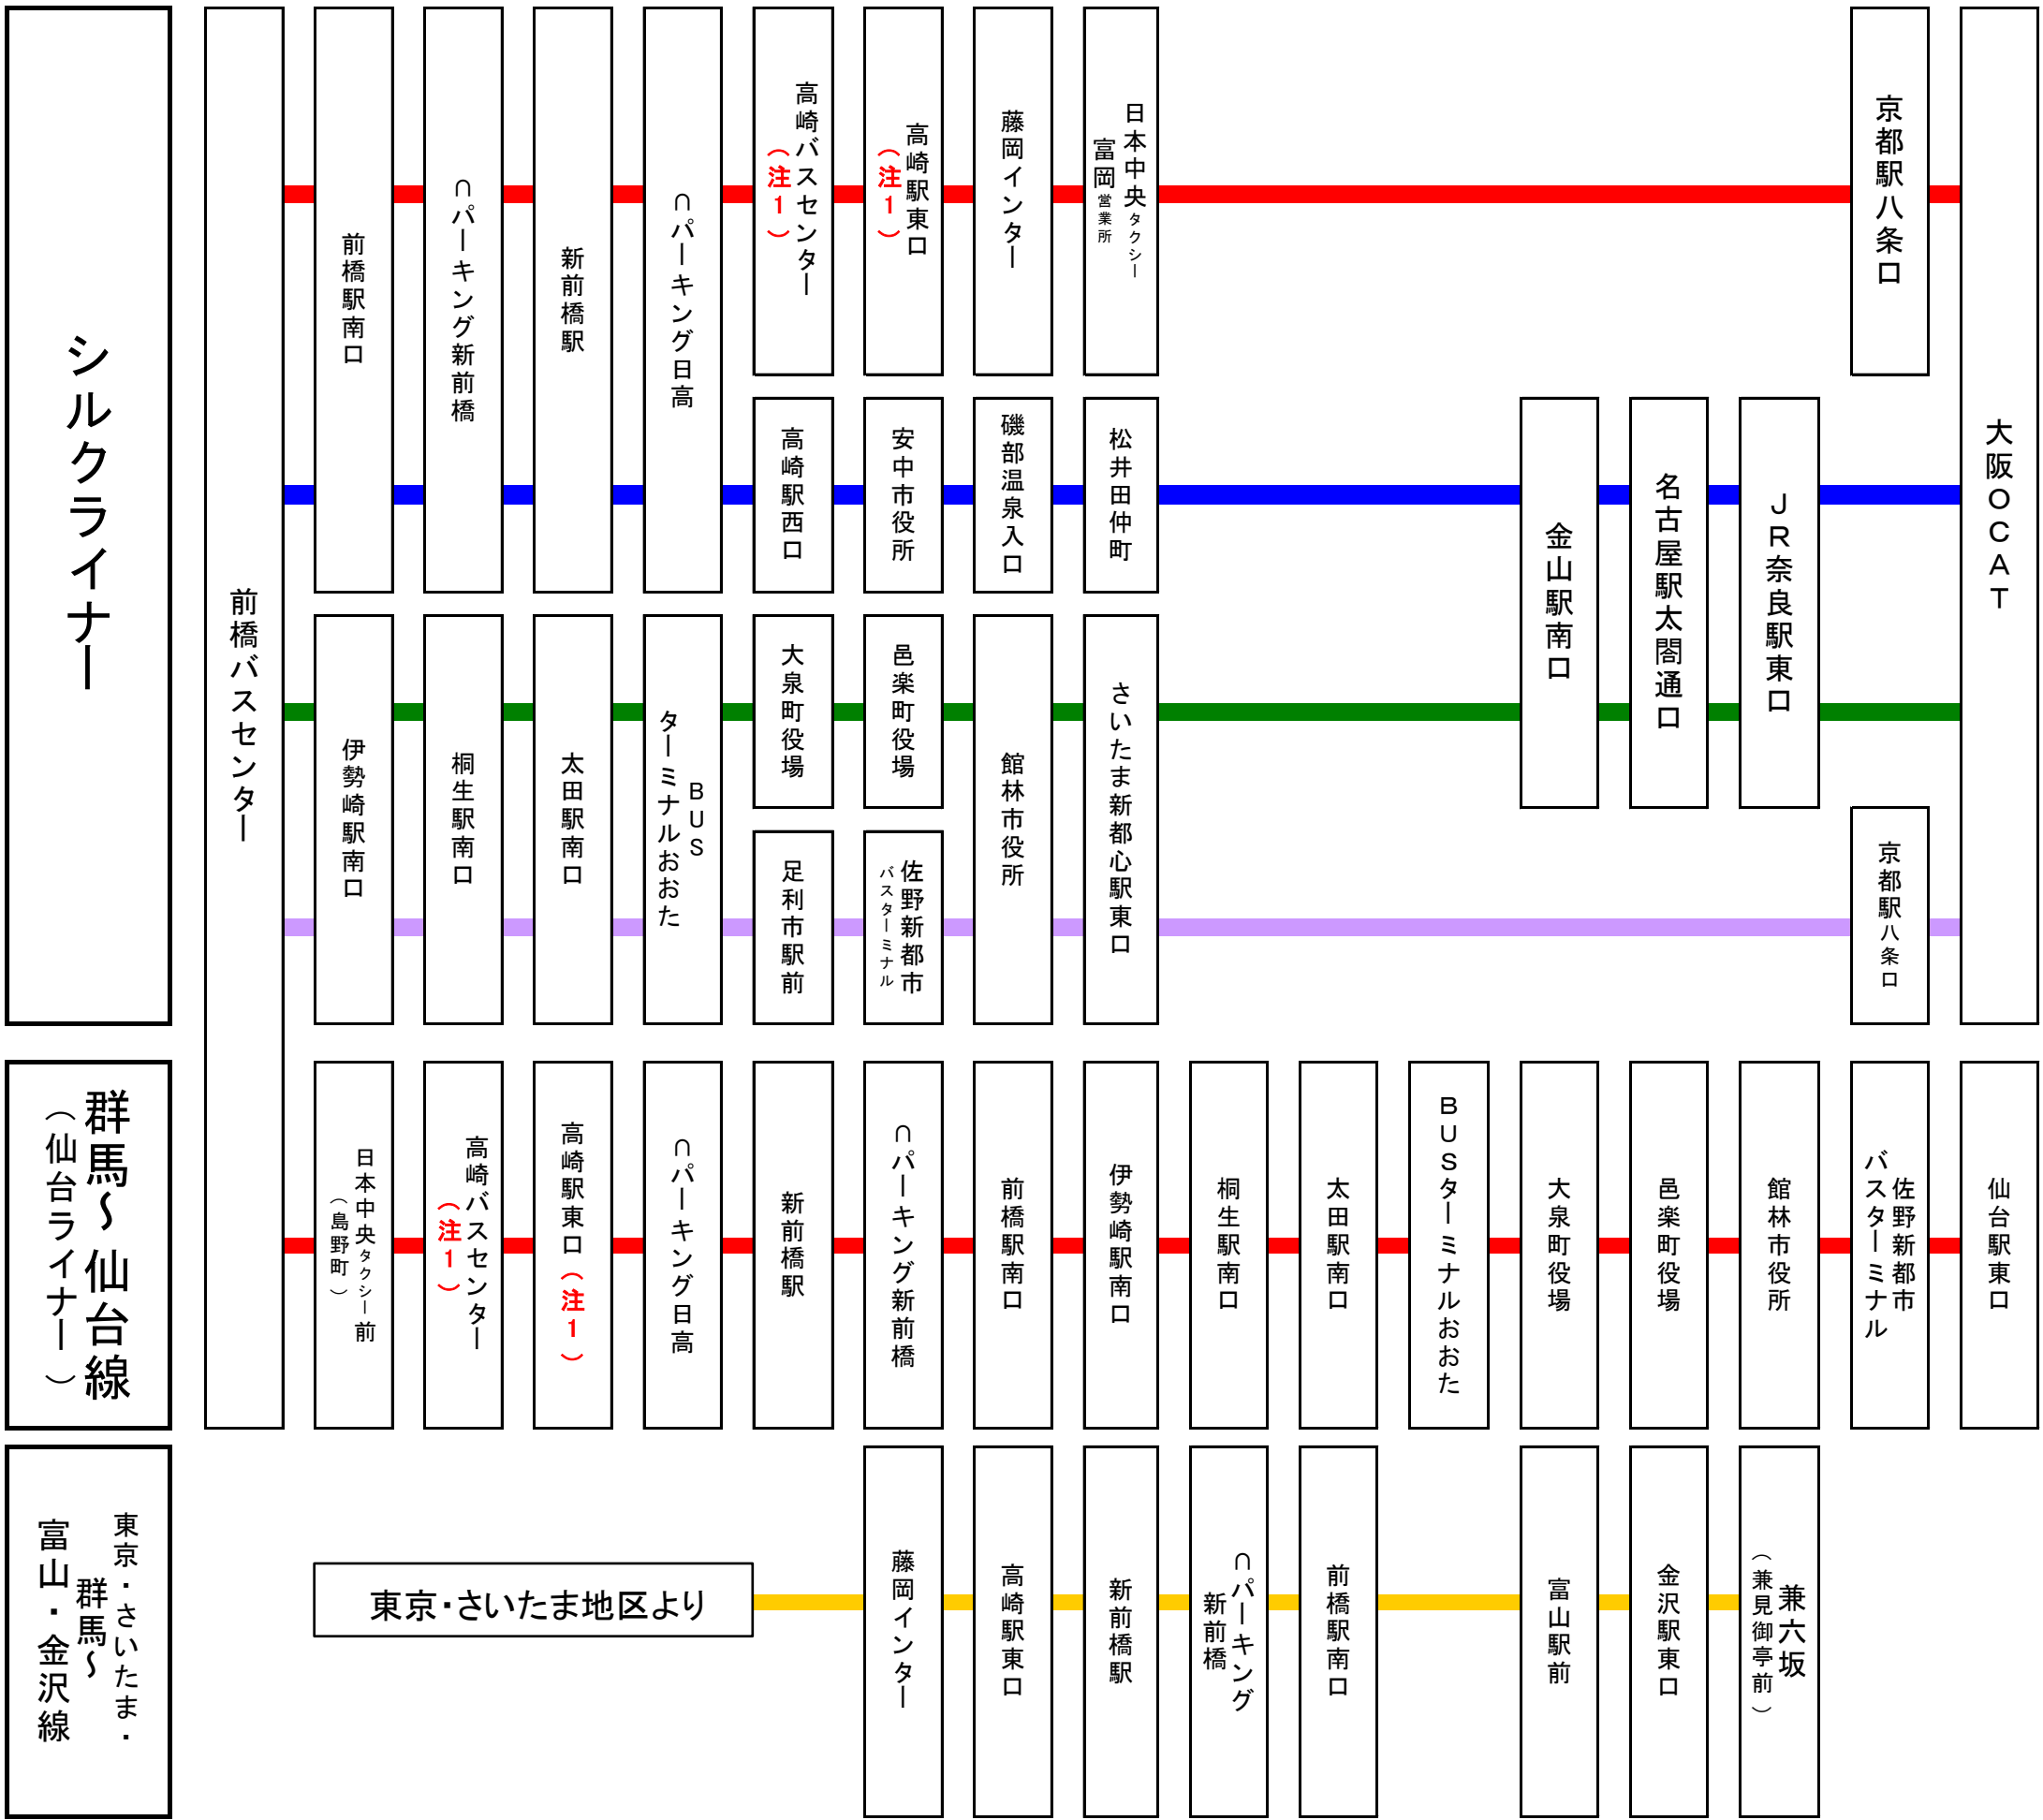 シルクライナー
前橋バスセンター
前橋駅南口
∩パーキング新前橋
新前橋駅
∩パーキング日高
高崎バスセンター
（注1）
高崎駅東口
（注1）
藤岡インター
日本中央タクシー
富岡営業所
京都駅八条口
大阪OCAT
高崎駅西口
安中市役所
磯部温泉入口
松井田仲町
金山駅南口
名古屋駅太閤通口
JR奈良駅東口
伊勢崎駅南口
桐生駅南口
太田駅南口
BUS
ターミナルおおた
大泉町役場
邑楽町役場
館林市役所
さいたま新都心駅東口
足利市駅前
佐野新都市
バスターミナル
京都駅八条口
群馬～仙台線
（仙台ライナー）
日本中央タクシー前
（島野町）
高崎バスセンター
（注1）
高崎駅東口（注1）
∩パーキング日高
新前橋駅
∩パーキング新前橋
前橋駅南口
伊勢崎駅南口
桐生駅南口
太田駅南口
BUSターミナルおおた
大泉町役場
邑楽町役場
館林市役所
佐野新都市
バスターミナル
仙台駅東口
東京・さいたま・
群馬～
富山・金沢線
東京・さいたま地区より
藤岡インター
高崎駅東口
新前橋駅
∩パーキング
新前橋
前橋駅南口
富山駅前
金沢駅東口
兼六坂
（兼見御亭前）